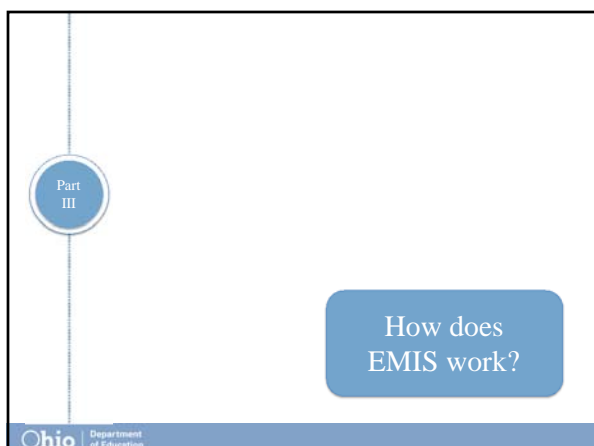 Part
III
How does
EMIS work?
Ohio | Department
of Education